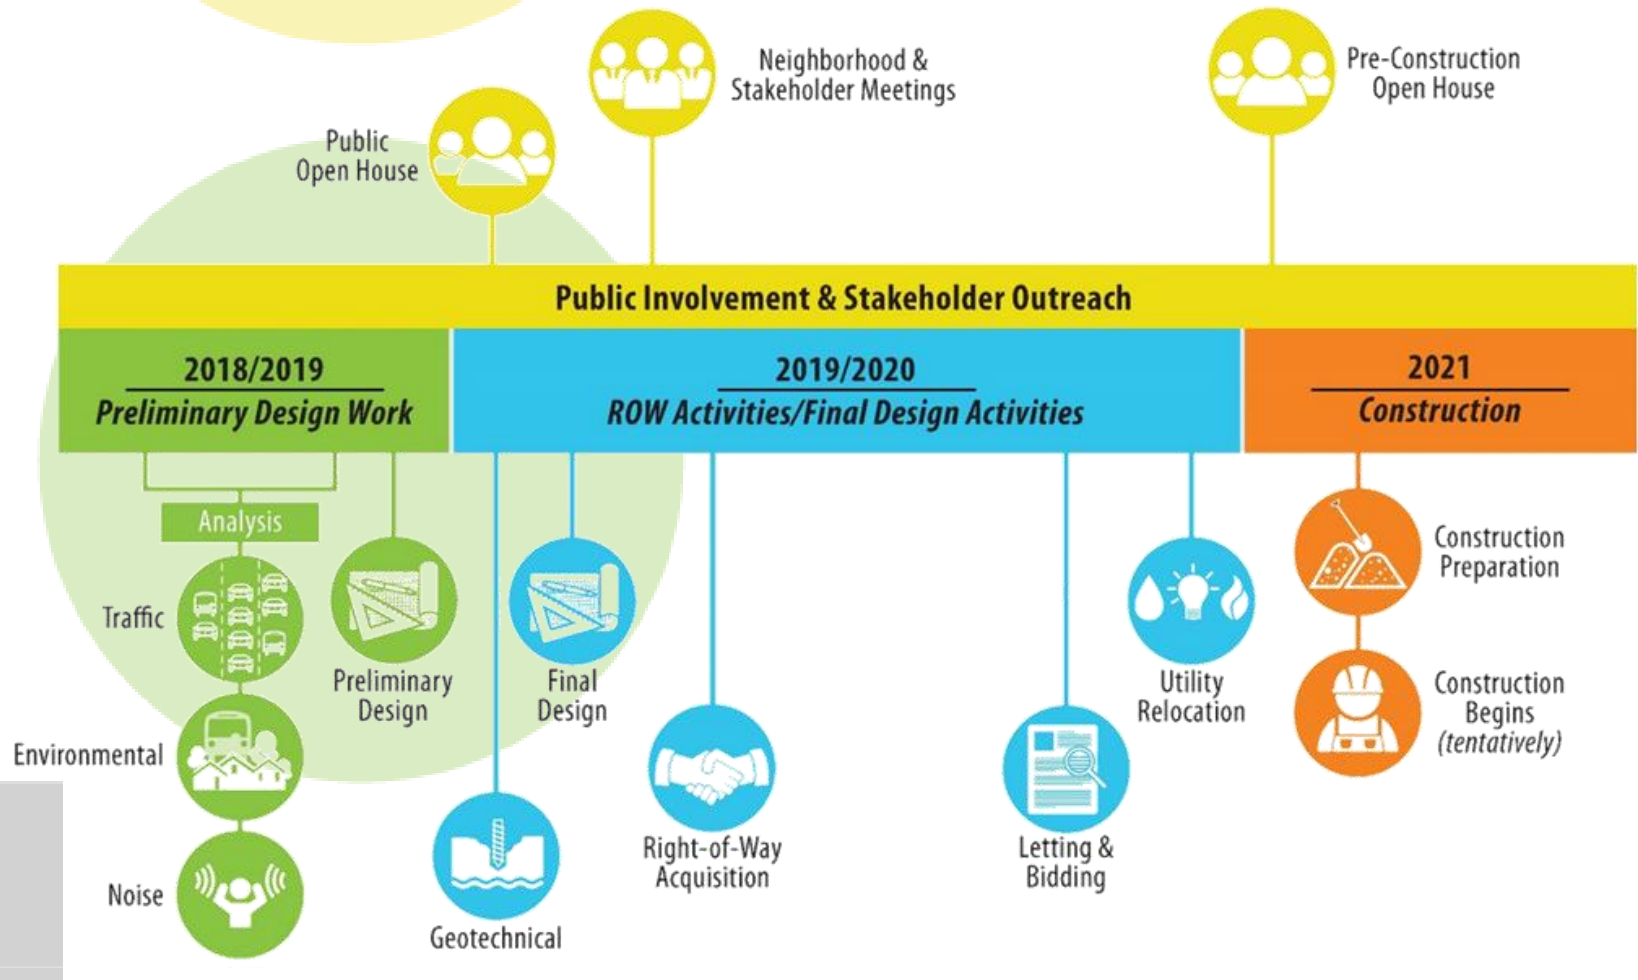 Neighborhood &
Stakeholder Meetings
Pre-Construction
Open House
Public
Open House
Public Involvement & Stakeholder Outreach
2018/2019
Preliminary Design Work
2019/2020
ROW Activities/Final Design Activities
2021
Construction
Analysis
Traffic
Environmental
Noise
Preliminary
Design
Geotechnical
Final
Design
Right-of-Way
Acquisition
Letting &
Bidding
Utility
Relocation
Construction
Preparation
Construction
Begins
(tentatively)